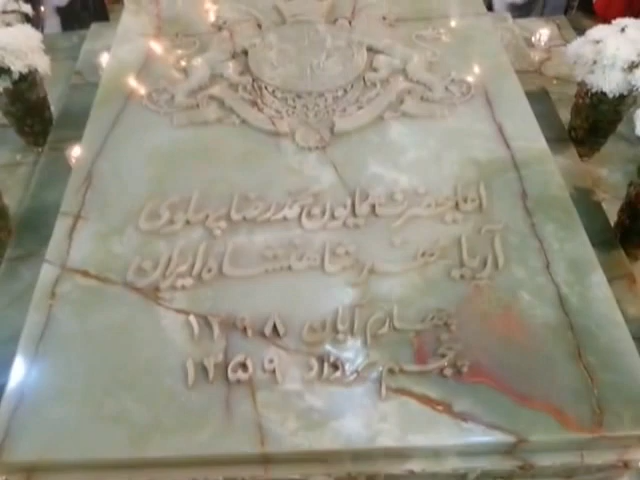 اعلیحضرت همایون محمدرضا پهلوی
آریامهر شاهنشاه ایران
چهارم آبان ۱۲۹۸
پنجم مرداد ۱۳۵۹